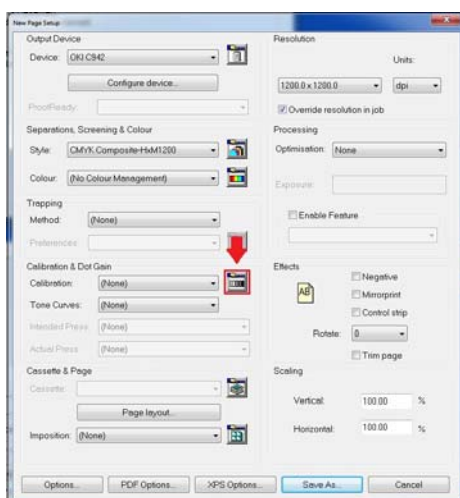 New Page Setup
Output Device
Device: OKI C942
Configure device...
ProofReady:
Separations, Screening & Colour
Style: CMYK Composite-HxM1200
Colour: (No Colour Management)
Trapping
Method: (None)
Preferences:
Calibration & Dot Gain
Calibration: (None)
Tone Curves: (None)
Intended Press: (None)
Actual Press: (None)
Cassette & Page
Cassette:
Page layout...
Imposition: (None)
Resolution
Units:
1200.0 x 1200.0 dpi
Override resolution in job
Processing
Optimisation: None
Exposure:
Enable Feature
Effects
AB
Negative
Mirrorprint
Control strip
Rotate: 0
Trim page
Scaling
Vertical: 100.00 %
Horizontal: 100.00 %
Options... PDF Options... XPS Options... Save As... Cancel